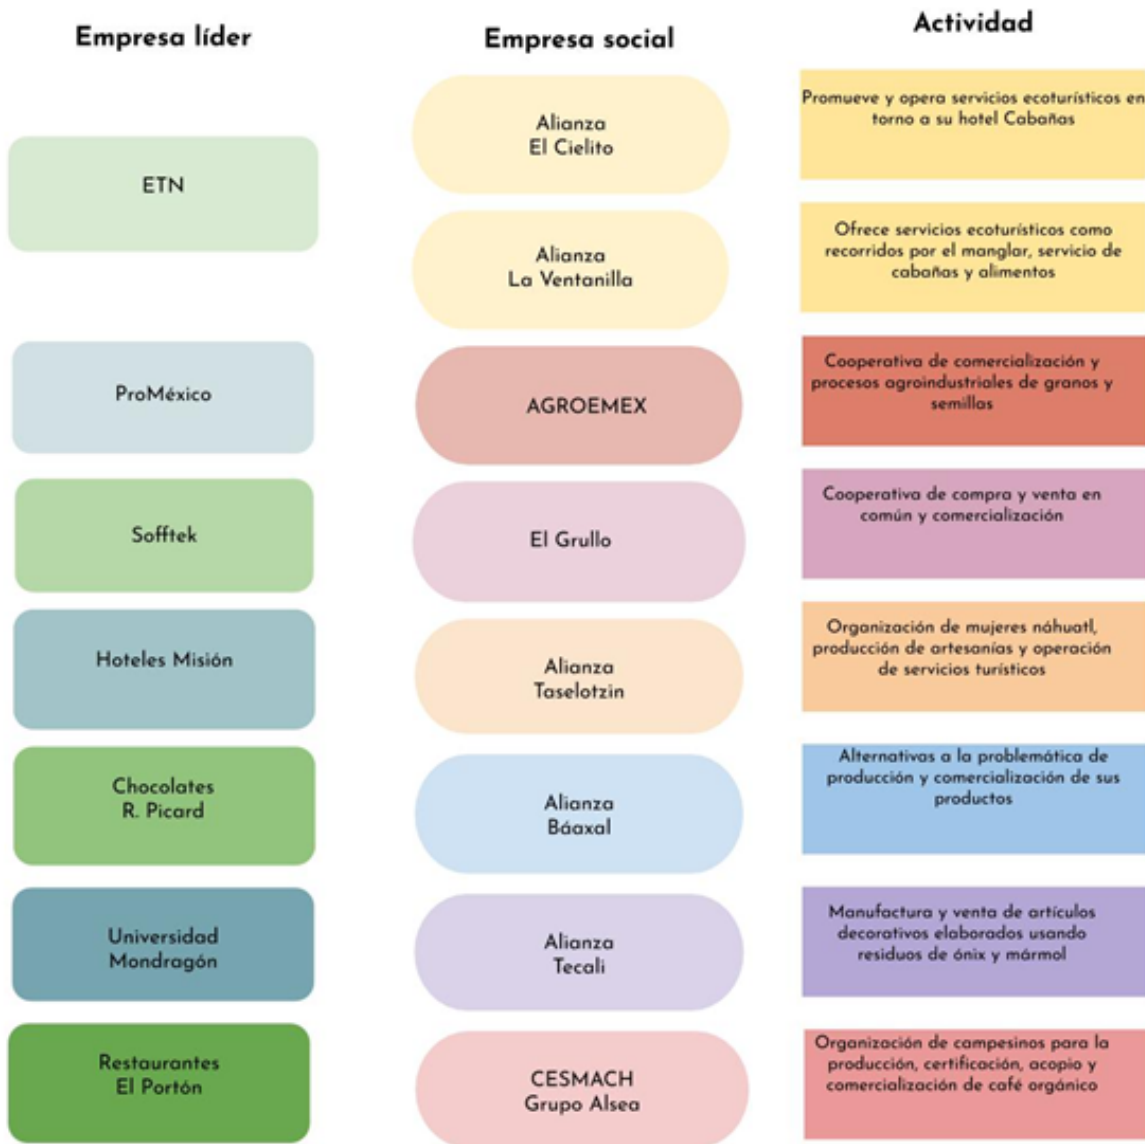 Empresa líder
Empresa social
Actividad
ETN
Alianza
El Cielito
Promueve y opera servicios ecoturísticos en
torno a su hotel Cabañas
Alianza
La Ventanilla
Ofrece servicios ecoturísticos como
recorridos por el manglar, servicio de
cabañas y alimentos
ProMéxico
AGROEMEX
Cooperativa de comercialización y
procesos agroindustriales de granos y
semillas
Sofftek
El Grullo
Cooperativa de compra y venta en
común y comercialización
Hoteles Misión
Alianza
Taselotzin
Organización de mujeres náhuatl,
producción de artesanías y operación
de servicios turísticos
Chocolates
R. Picard
Alianza
Báaxal
Alternativas a la problemática de
producción y comercialización de sus
productos
Universidad
Mondragón
Alianza
Tecali
Manufactura y venta de artículos
decorativos elaborados usando
residuos de ónix y mármol
Restaurantes
El Portón
CESMACH
Grupo Alsea
Organización de campesinos para la
producción, certificación, acopio y
comercialización de café orgánico